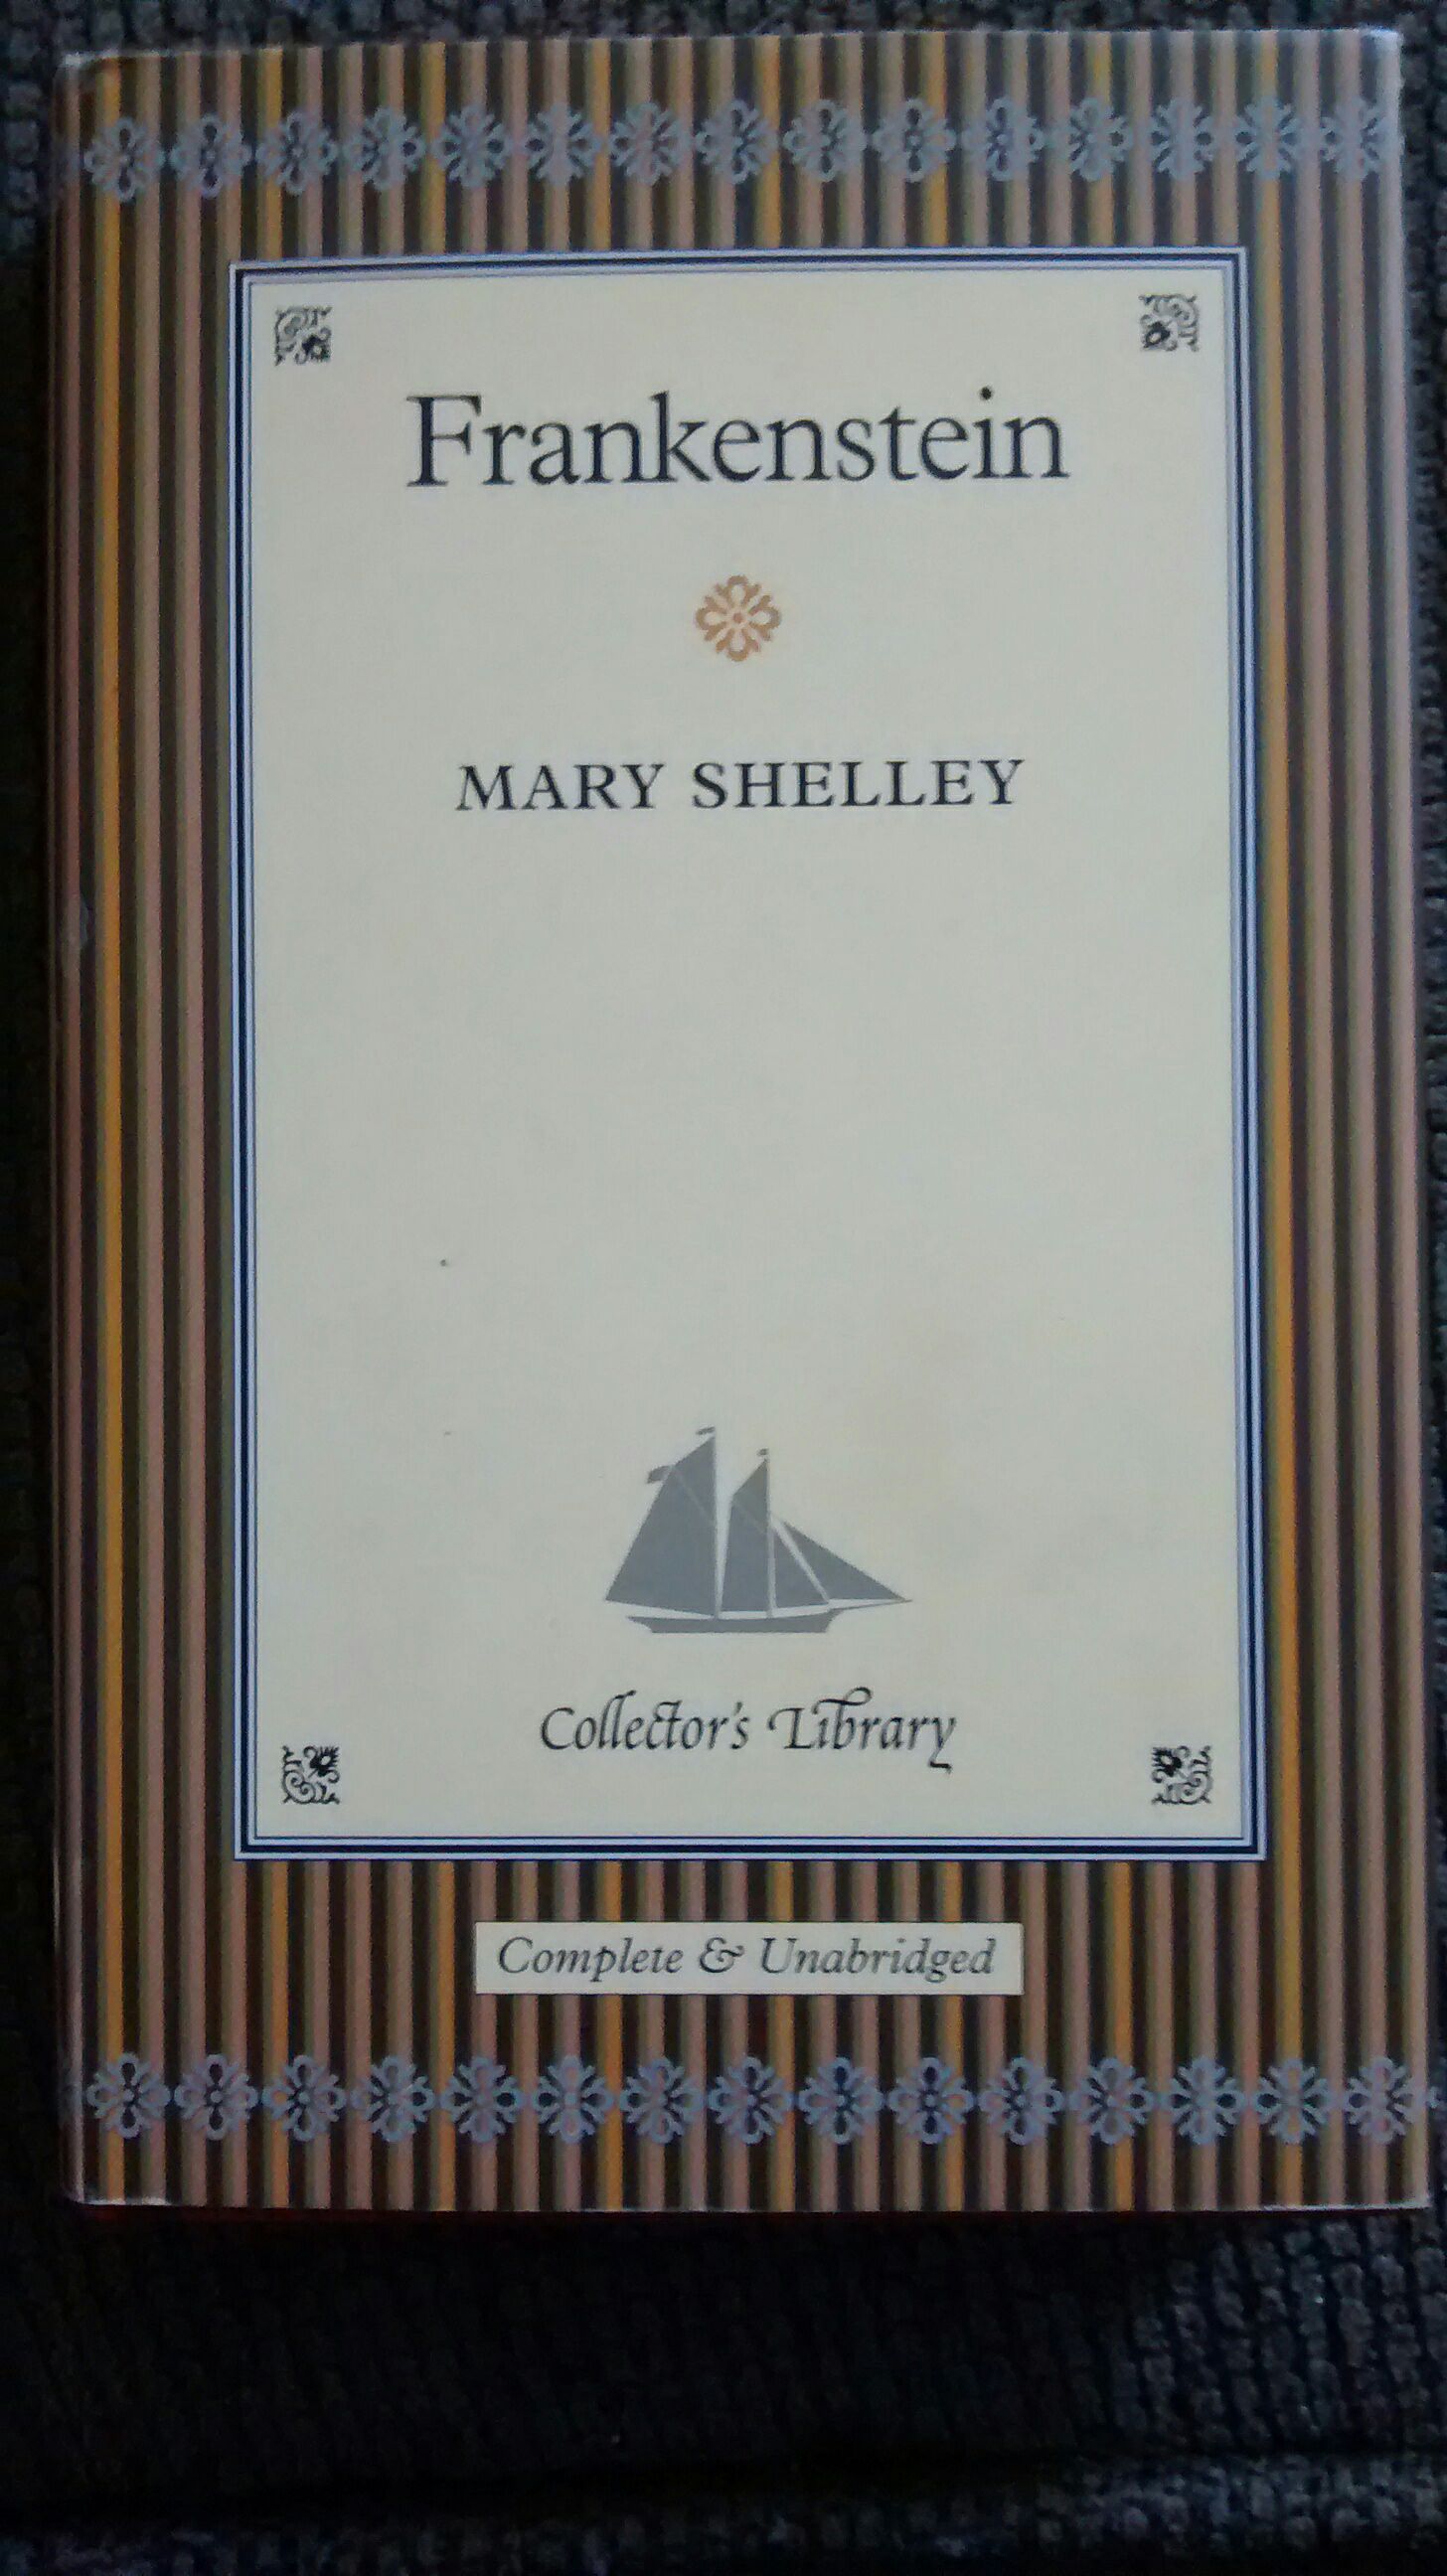 Frankenstein
MARY SHELLEY
Collector's Library
Complete & Unabridged